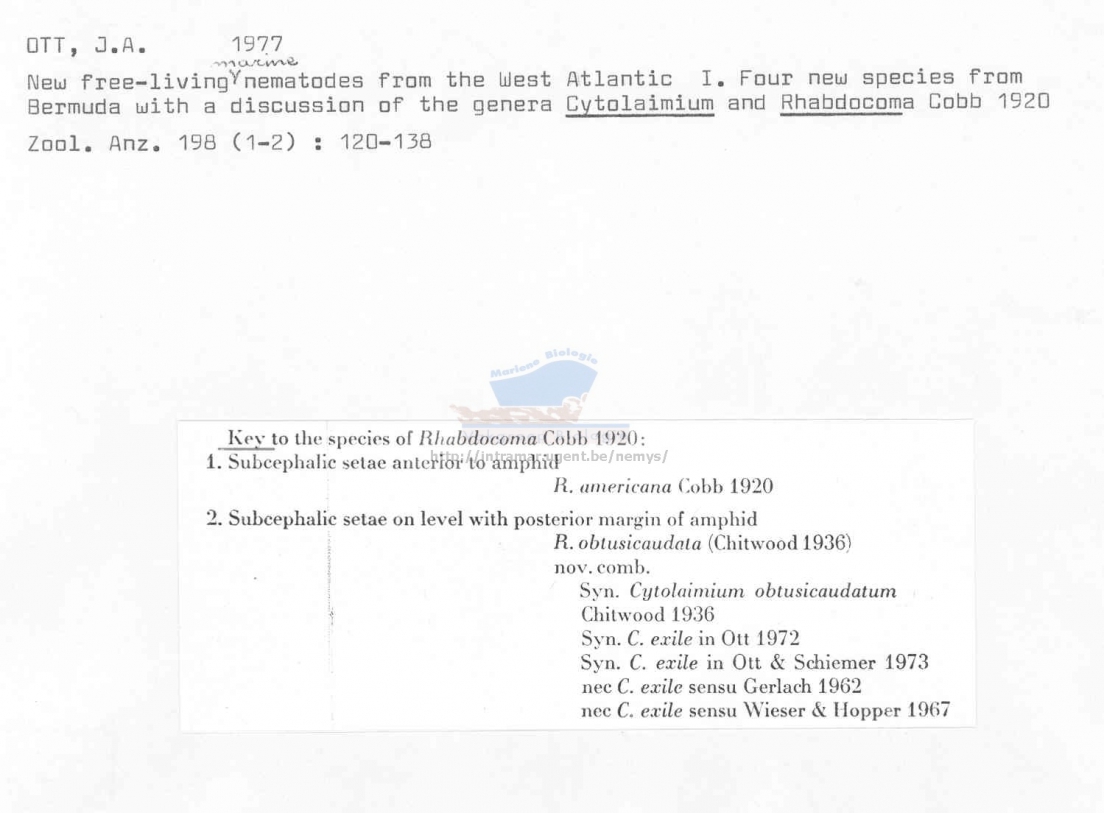 OTT, J.A. 1977
marine
New free-living nematodes from the West Atlantic I. Four new species from
Bermuda with a discussion of the genera Cytolaimium and Rhabdocoma Cobb 1920
Zool. Anz. 198 (1-2) : 120-138
Mariene Biologie
Key to the species of Rhabdocoma Cobb 1920:
http://intramar.ugent.be/nemys/
1. Subcephalic setae anterior to amphid
R. americana Cobb 1920
2. Subcephalic setae on level with posterior margin of amphid
R. obtusicaudata (Chitwood 1936)
nov. comb.
Syn. Cytolaimium obtusicaudatum
Chitwood 1936
Syn. C. exile in Ott 1972
Syn. C. exile in Ott & Schiemer 1973
nec C. exile sensu Gerlach 1962
nec C. exile sensu Wieser & Hopper 1967